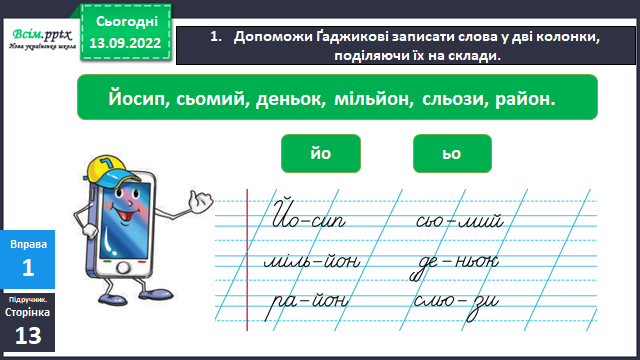 Всім.pptx
Нова українська школа
Сьогодні
13.09.2022
1. Допоможи Ґаджикові записати слова у дві колонки,
поділяючи їх на склади.
Йосип, сьомий, деньок, мільйон, сльози, район.
йо ьо
Йо-сип сьо-мий
міль-йон де-ньок
ра-йон сльо-зи
Вправа
1
Підручник.
Сторінка
13